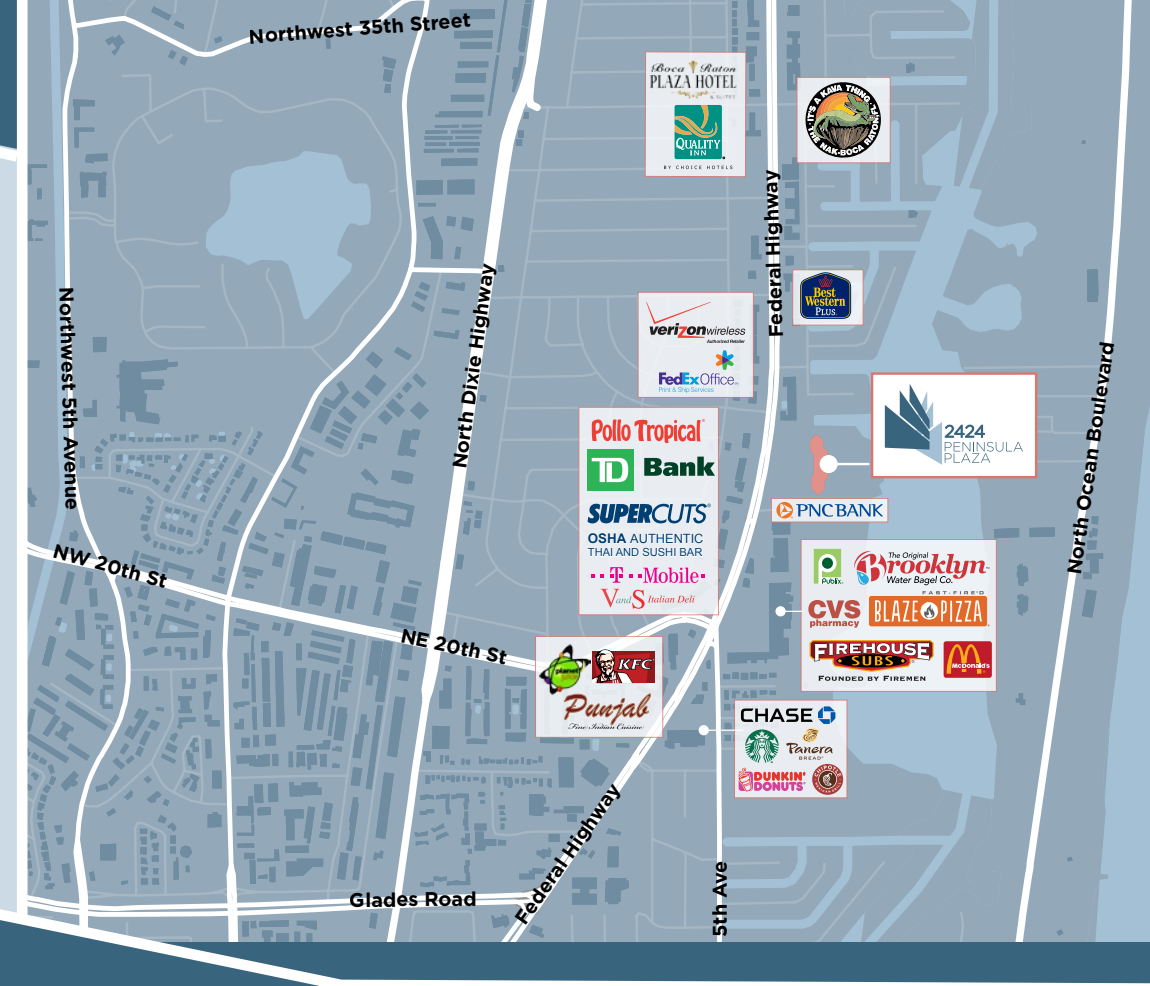 Northwest 35th Street
Boca Raton
PLAZA HOTEL
& SUITES
QUALITY
INN
BY CHOICE HOTELS
IT'S A KAVA THING.
THE NAK-BOCA RATON, FL
Federal Highway
Best
Western
PLUS
North Dixie Highway
Northwest 5th Avenue
verizon wireless
Authorized Retailer
FedEx Office
Print & Ship Services
2424
PENINSULA
PLAZA
North Ocean Boulevard
Pollo Tropical
TD Bank
SUPERCUTS
OSHA AUTHENTIC
THAI AND SUSHI BAR
T Mobile
V and S Italian Deli
PNC BANK
Publix
The Original
Brooklyn
Water Bagel Co.
CVS
pharmacy
FAST-FIRE'D
BLAZE PIZZA
FIREHOUSE
SUBS
FOUNDED BY FIREMEN
McDonald's
NW 20th St
NE 20th St
planet
KFC
Punjab
Fine Indian Cuisine
CHASE
Panera
BREAD
DUNKIN'
DONUTS
CHIPOTLE
Federal Highway
Glades Road
5th Ave